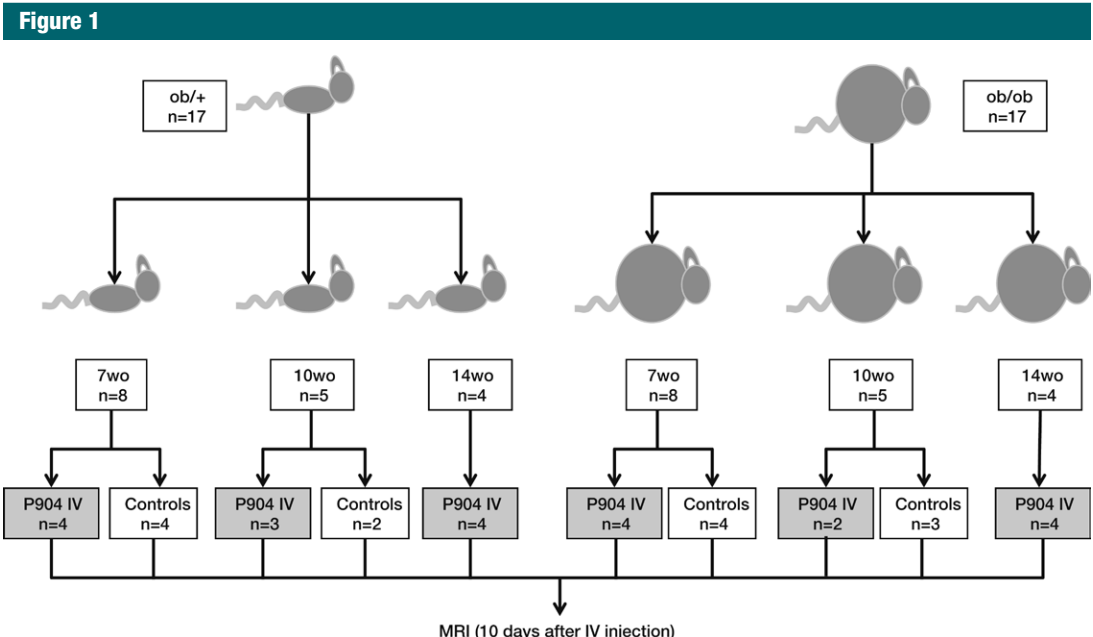 Figure 1
ob/+
n=17
ob/ob
n=17
7wo
n=8
10wo
n=5
14wo
n=4
7wo
n=8
10wo
n=5
14wo
n=4
P904 IV
n=4
Controls
n=4
P904 IV
n=3
Controls
n=2
P904 IV
n=4
P904 IV
n=4
Controls
n=4
P904 IV
n=2
Controls
n=3
P904 IV
n=4
MRI (10 days after IV injection)